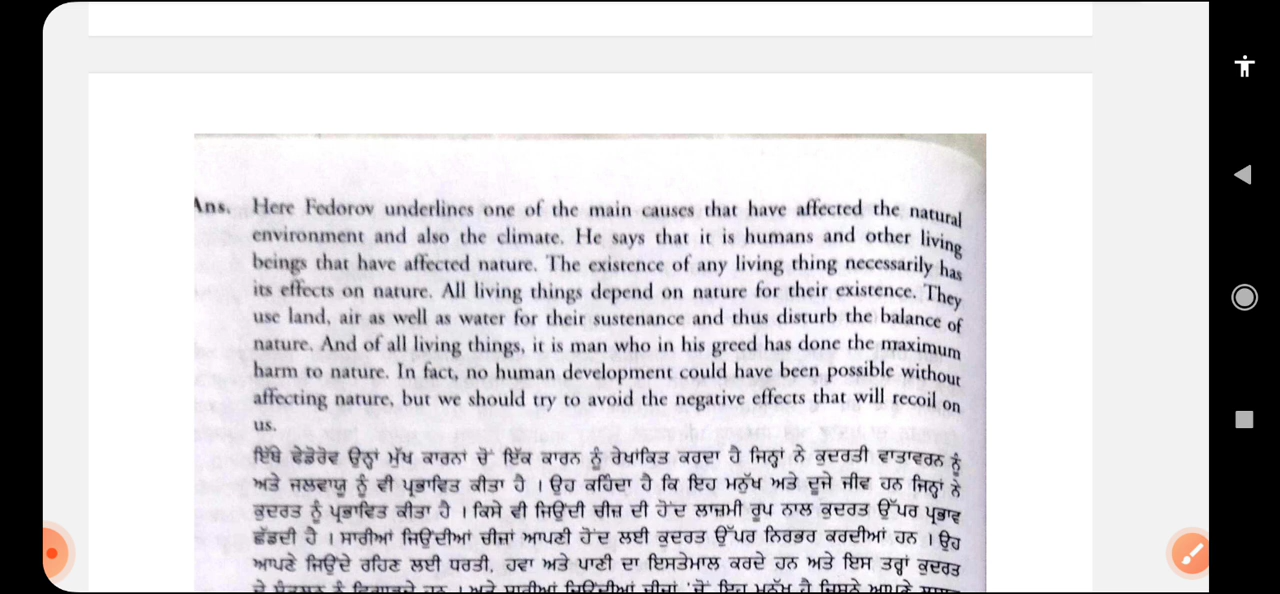 Ans. Here Fedorov underlines one of the main causes that have affected the natural
environment and also the climate. He says that it is humans and other living
beings that have affected nature. The existence of any living thing necessarily has
its effects on nature. All living things depend on nature for their existence. They
use land, air as well as water for their sustenance and thus disturb the balance of
nature. And of all living things, it is man who in his greed has done the maximum
harm to nature. In fact, no human development could have been possible without
affecting nature, but we should try to avoid the negative effects that will recoil on
us.
ਇੱਥੇ ਫੇਡੋਰੋਵ ਉਨ੍ਹਾਂ ਮੁੱਖ ਕਾਰਨਾਂ ਚੋਂ ਇੱਕ ਕਾਰਨ ਨੂੰ ਰੇਖਾਂਕਿਤ ਕਰਦਾ ਹੈ ਜਿਨ੍ਹਾਂ ਨੇ ਕੁਦਰਤੀ ਵਾਤਾਵਰਨ ਨੂੰ
ਅਤੇ ਜਲਵਾਯੂ ਨੂੰ ਵੀ ਪ੍ਰਭਾਵਿਤ ਕੀਤਾ ਹੈ । ਉਹ ਕਹਿੰਦਾ ਹੈ ਕਿ ਇਹ ਮਨੁੱਖ ਅਤੇ ਦੂਜੇ ਜੀਵ ਹਨ ਜਿਨ੍ਹਾਂ ਨੇ
ਕੁਦਰਤ ਨੂੰ ਪ੍ਰਭਾਵਿਤ ਕੀਤਾ ਹੈ । ਕਿਸੇ ਵੀ ਜਿਉਂਦੀ ਚੀਜ਼ ਦੀ ਹੋਂਦ ਲਾਜ਼ਮੀ ਰੂਪ ਨਾਲ ਕੁਦਰਤ ਉੱਪਰ ਪ੍ਰਭਾਵ
ਛੱਡਦੀ ਹੈ । ਸਾਰੀਆਂ ਜਿਉਂਦੀਆਂ ਚੀਜ਼ਾਂ ਆਪਣੀ ਹੋਂਦ ਲਈ ਕੁਦਰਤ ਉੱਪਰ ਨਿਰਭਰ ਕਰਦੀਆਂ ਹਨ । ਉਹ
ਆਪਣੇ ਜਿਉਂਦੇ ਰਹਿਣ ਲਈ ਧਰਤੀ, ਹਵਾ ਅਤੇ ਪਾਣੀ ਦਾ ਇਸਤੇਮਾਲ ਕਰਦੇ ਹਨ ਅਤੇ ਇਸ ਤਰ੍ਹਾਂ ਕੁਦਰਤ